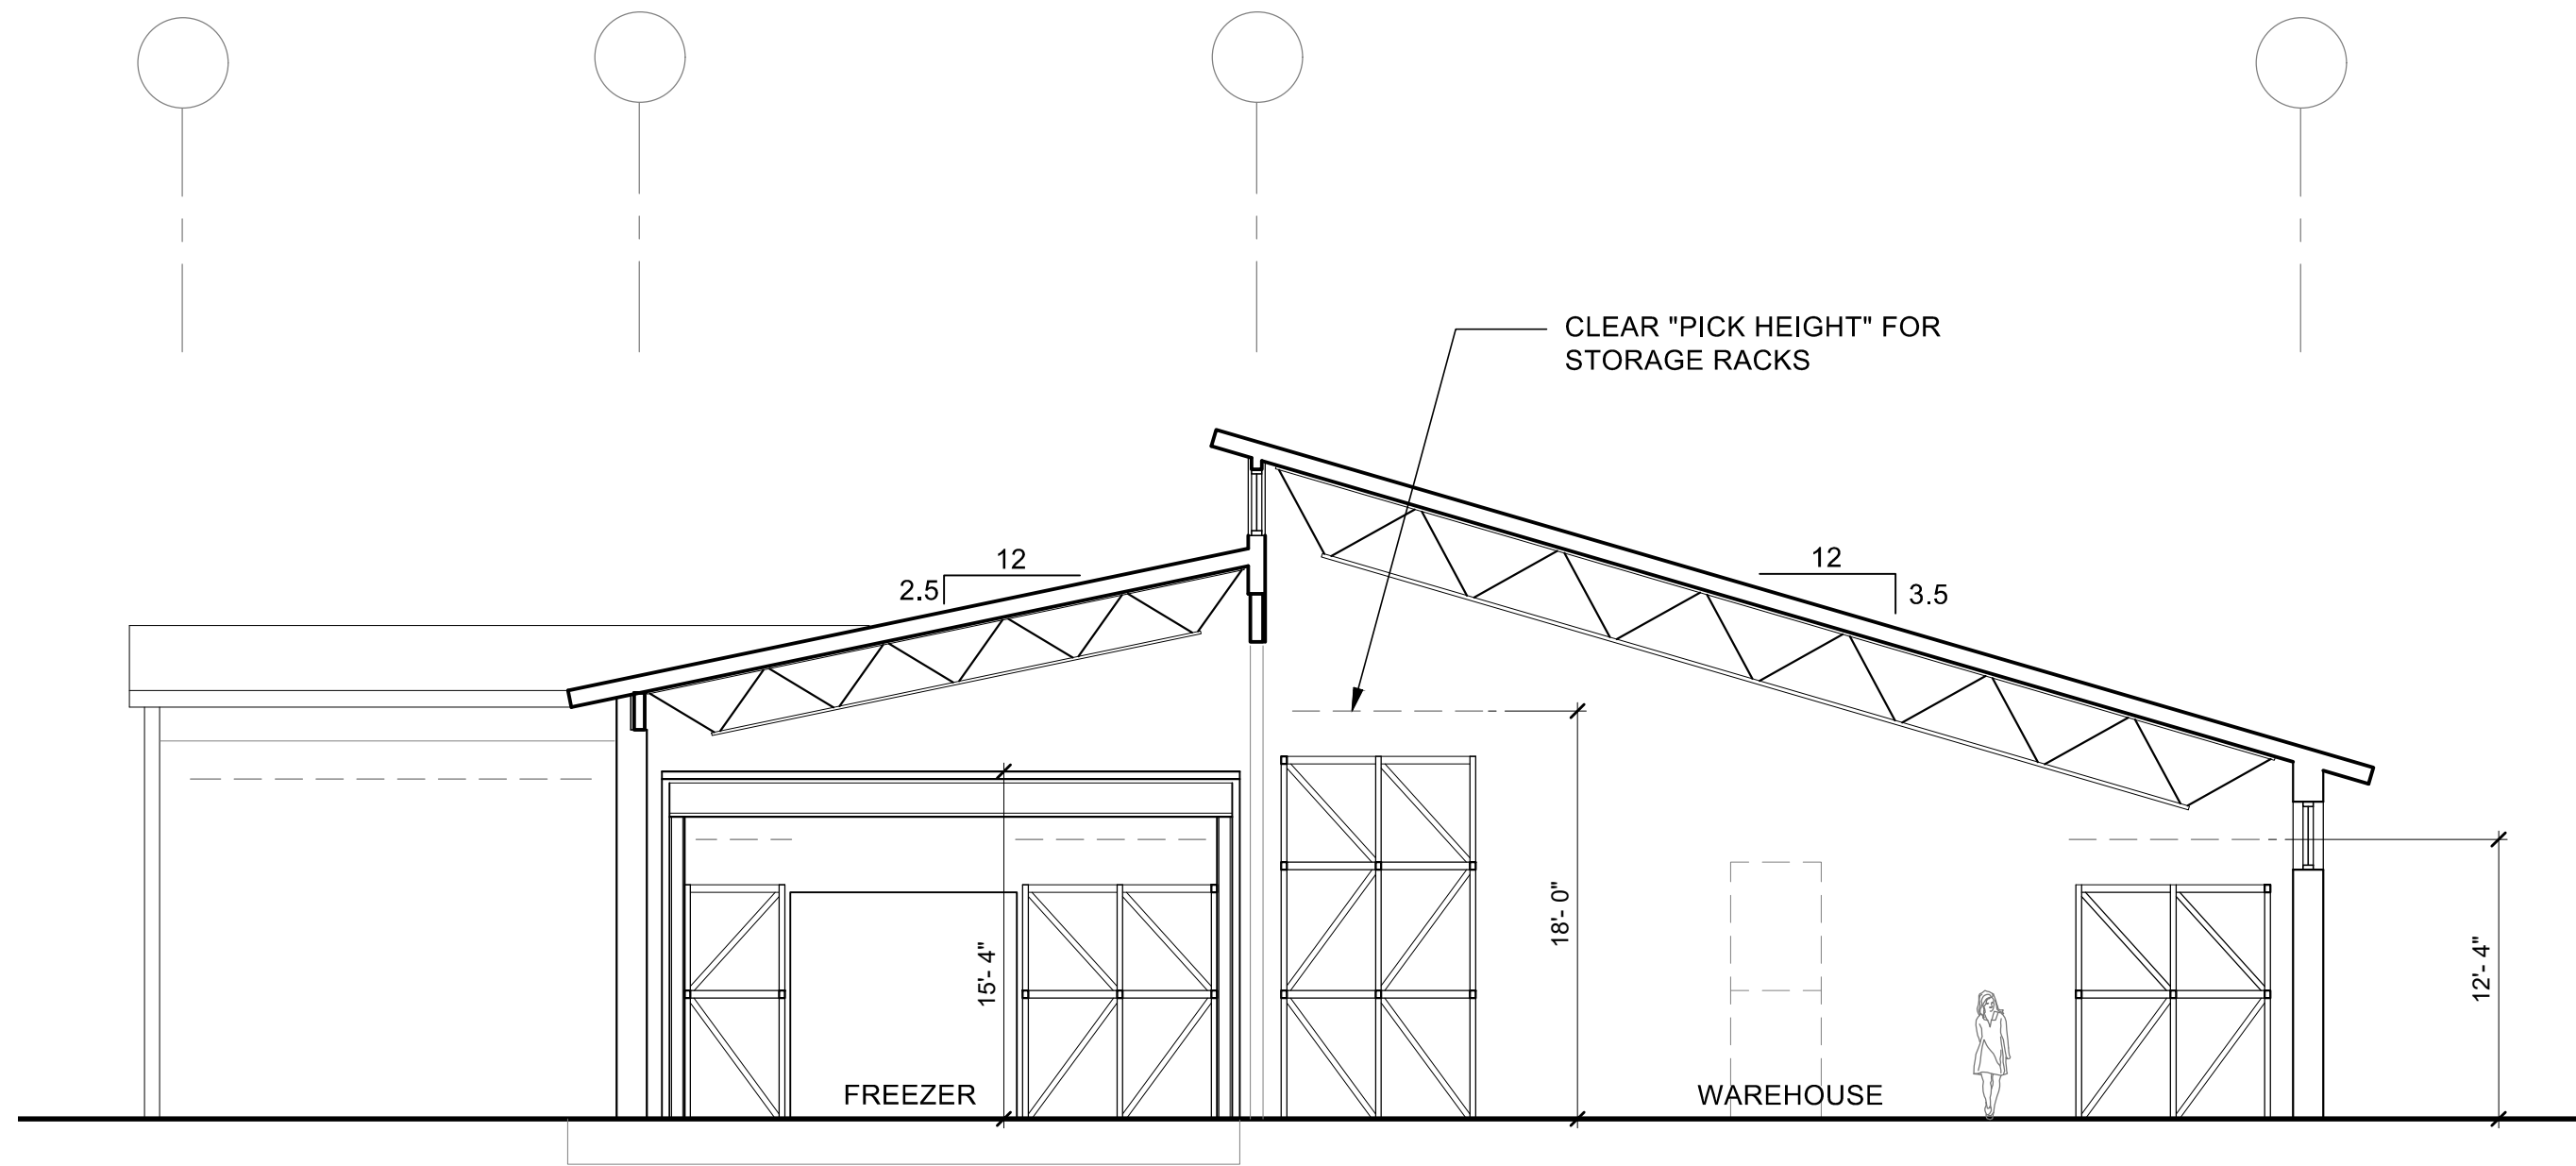 CLEAR "PICK HEIGHT" FOR
STORAGE RACKS
12
2.5
12
3.5
15'- 4"
18'- 0"
12'- 4"
FREEZER
WAREHOUSE